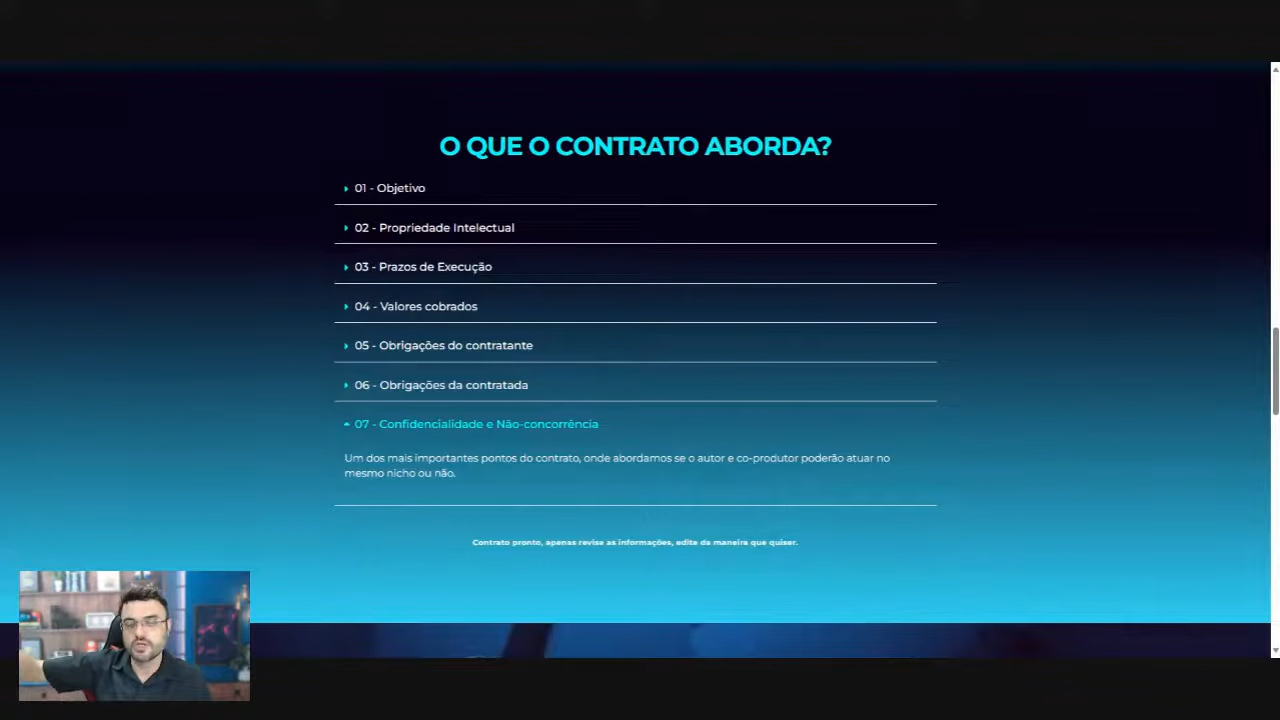 O QUE O CONTRATO ABORDA?
01 - Objetivo
02 - Propriedade Intelectual
03 - Prazos de Execução
04 - Valores cobrados
05 - Obrigações do contratante
06 - Obrigações da contratada
07 - Confidencialidade e Não-concorrência
Um dos mais importantes pontos do contrato, onde abordamos se o autor e co-produtor poderão atuar no
mesmo nicho ou não.
Contrato pronto, apenas revise as informações, edite da maneira que quiser.